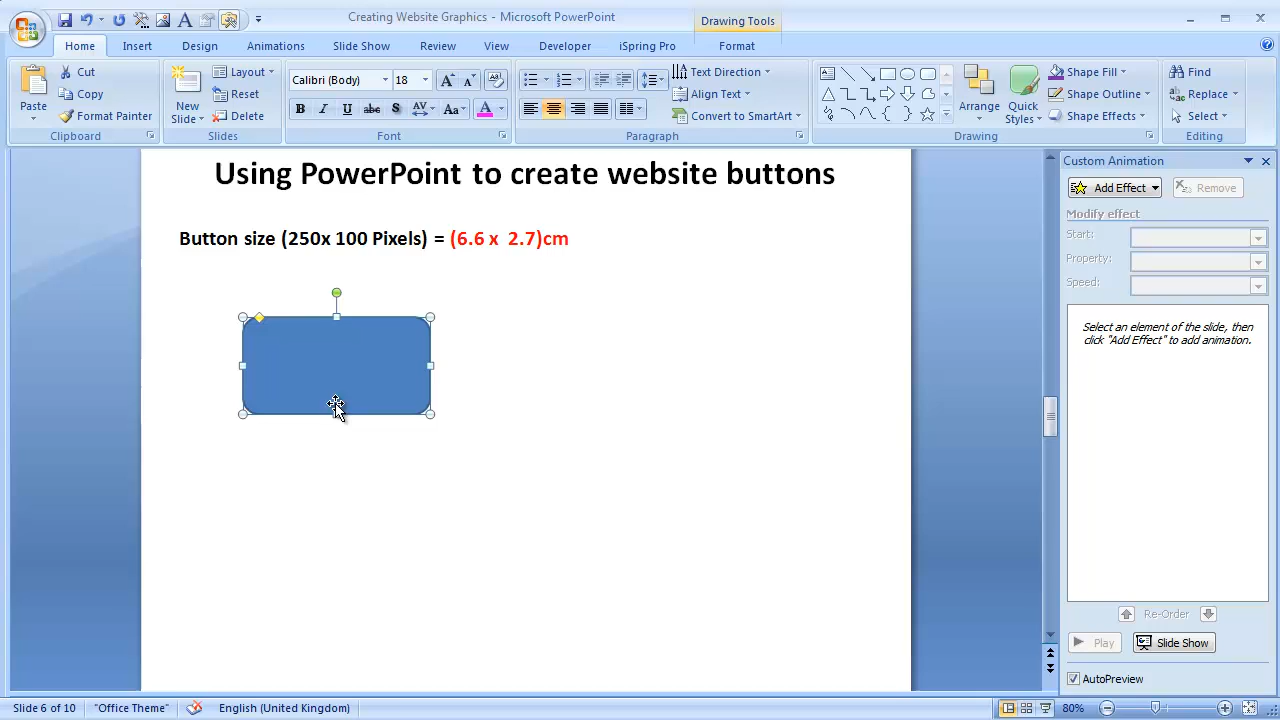 Creating Website Graphics - Microsoft PowerPoint
Drawing Tools
Home Insert Design Animations Slide Show Review View Developer iSpring Pro Format
Paste
Cut
Copy
Format Painter
Clipboard
New Slide
Layout
Reset
Delete
Slides
Calibri (Body) 18
B I U abc S AV Aa A
Font
Text Direction
Align Text
Convert to SmartArt
Paragraph
Arrange
Quick Styles
Shape Fill
Shape Outline
Shape Effects
Drawing
Find
Replace
Select
Editing
Using PowerPoint to create website buttons
Button size (250x 100 Pixels) = (6.6 x 2.7)cm
Custom Animation
Add Effect Remove
Modify effect
Start:
Property:
Speed:
Select an element of the slide, then
click "Add Effect" to add animation.
Re-Order
Play Slide Show
AutoPreview
Slide 6 of 10 "Office Theme" English (United Kingdom) 80%